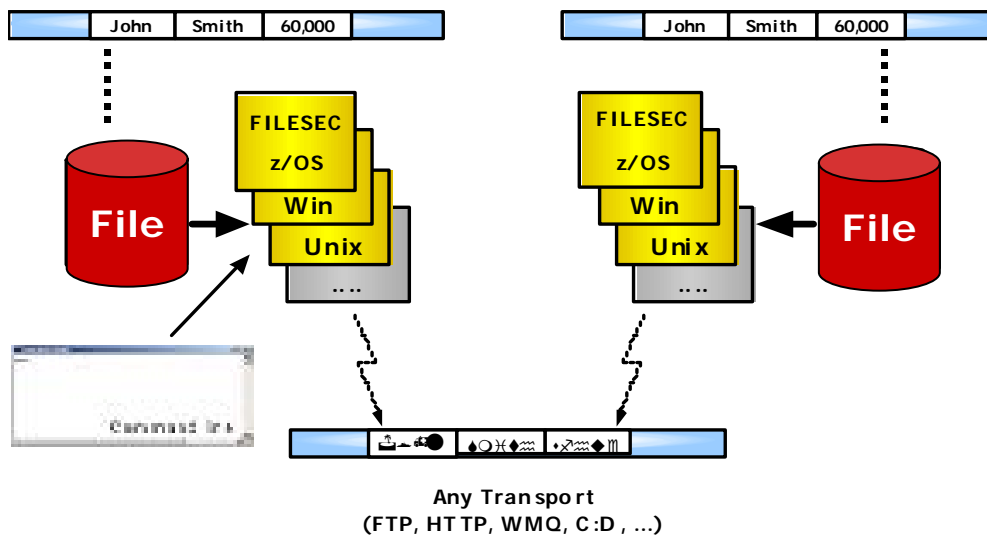 John Smith 60,000
John Smith 60,000
FILESEC
z/OS
Win
Unix
....
File
FILESEC
z/OS
Win
Unix
....
File
Command
Any Transport
(FTP, HTTP, WMQ, C:D, ...)